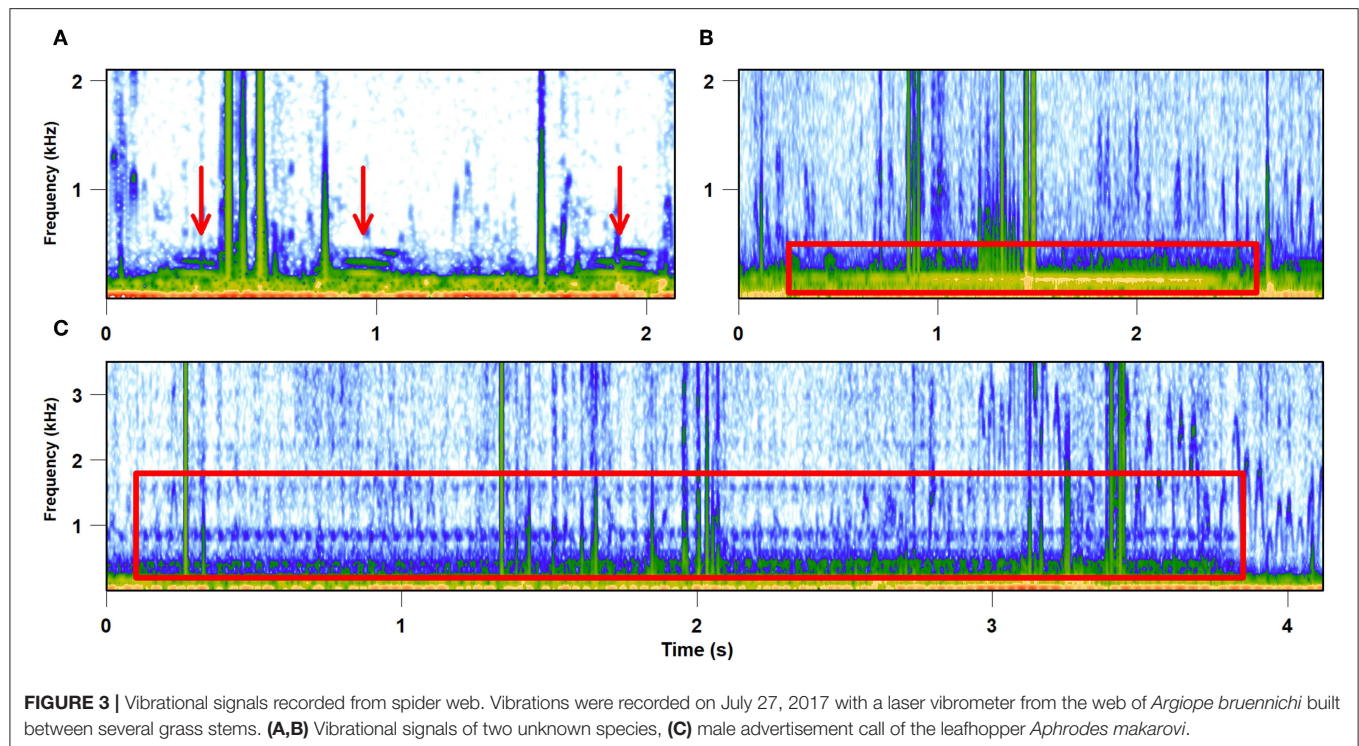 A
B
Frequency (kHz)
2
1
0
1
2
2
1
0
1
2
C
Frequency (kHz)
3
2
1
0
1
2
3
4
Time (s)
FIGURE 3 | Vibrational signals recorded from spider web. Vibrations were recorded on July 27, 2017 with a laser vibrometer from the web of Argiope bruennichi built
between several grass stems. (A,B) Vibrational signals of two unknown species, (C) male advertisement call of the leafhopper Aphrodes makarovi.